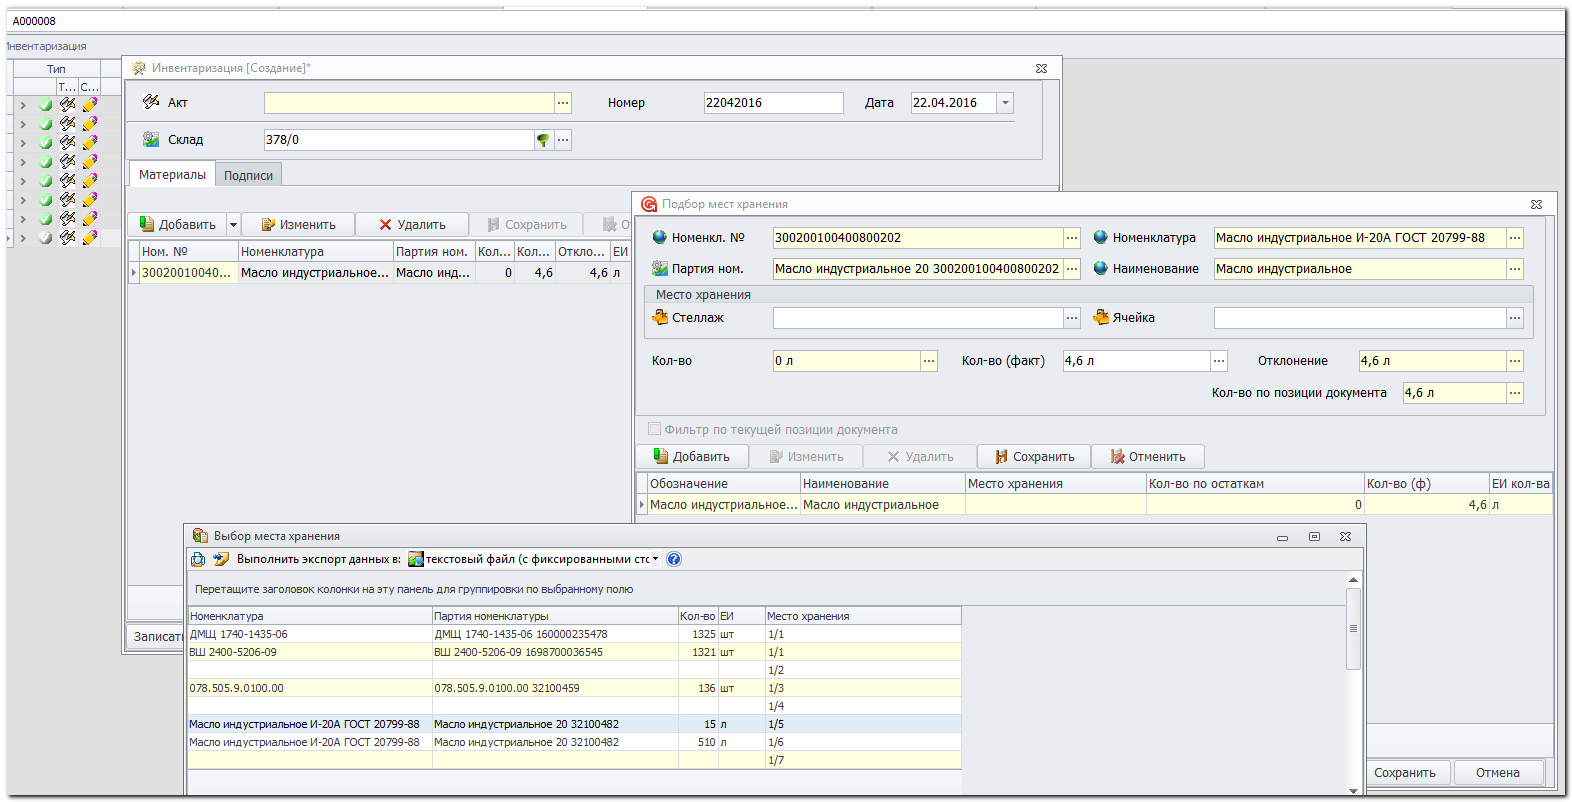 A000008
Инвентаризация
Тип
Т... С...
Инвентаризация [Создание]*
Акт
Номер 22042016
Дата 22.04.2016
Склад 378/0
Материалы Подписи
Добавить Изменить Удалить Сохранить О
Ном. № Номенклатура Партия ном. Кол... Кол... Откло... ЕИ
30020010040... Масло индустриальное... Масло инд... 0 4,6 4,6 л
Записать
Подбор мест хранения
Номенкл. № 300200100400800202 Номенклатура Масло индустриальное И-20А ГОСТ 20799-88
Партия ном. Масло индустриальное 20 300200100400800202 Наименование Масло индустриальное
Место хранения
Стеллаж Ячейка
Кол-во 0 л Кол-во (факт) 4,6 л Отклонение 4,6 л
Кол-во по позиции документа 4,6 л
Фильтр по текущей позиции документа
Добавить Изменить Удалить Сохранить Отменить
Обозначение Наименование Место хранения Кол-во по остаткам Кол-во (ф) ЕИ кол-ва
Масло индустриальное... Масло индустриальное 0 4,6 л
Сохранить Отмена
Выбор места хранения
Выполнить экспорт данных в: текстовый файл (с фиксированными стс
Перетащите заголовок колонки на эту панель для группировки по выбранному полю
Номенклатура Партия номенклатуры Кол-во ЕИ Место хранения
ДМЩ 1740-1435-06 ДМЩ 1740-1435-06 160000235478 1325 шт 1/1
ВШ 2400-5206-09 ВШ 2400-5206-09 1698700036545 1321 шт 1/1
1/2
078.505.9.0100.00 078.505.9.0100.00 32100459 136 шт 1/3
1/4
Масло индустриальное И-20А ГОСТ 20799-88 Масло индустриальное 20 32100482 15 л 1/5
Масло индустриальное И-20А ГОСТ 20799-88 Масло индустриальное 20 32100482 510 л 1/6
1/7